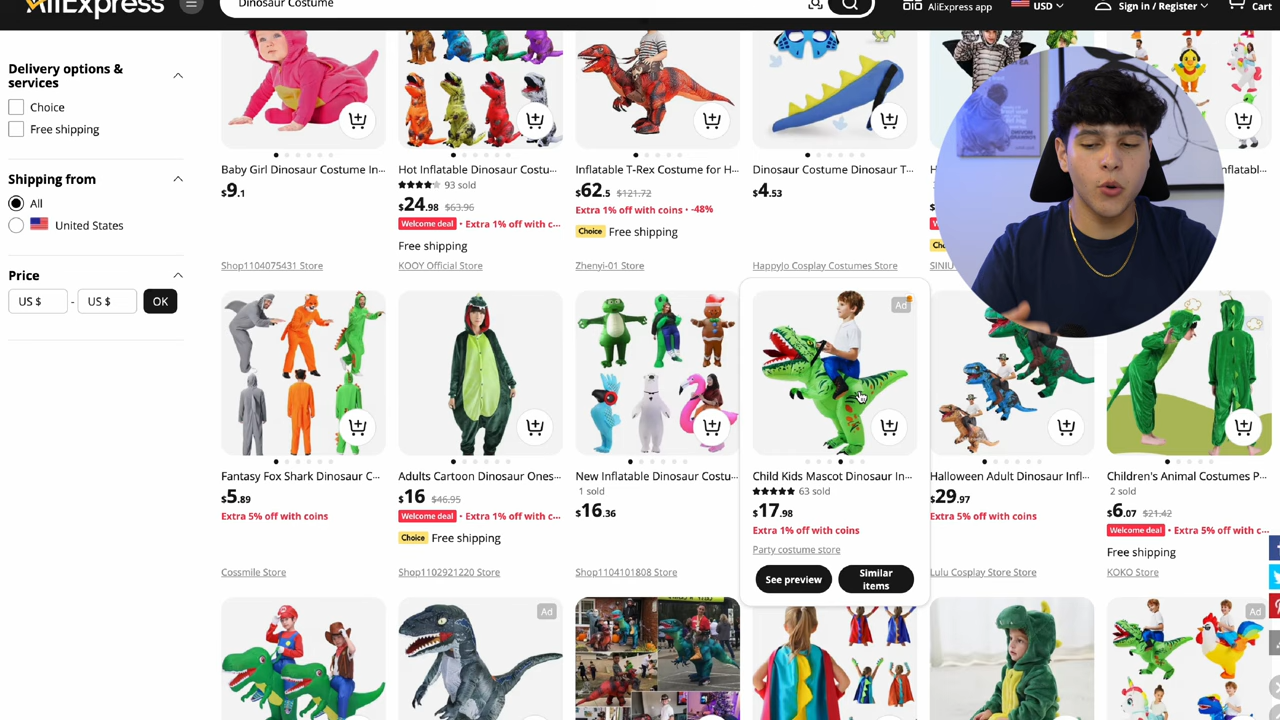 AliExpress
Dinosaur Costume
AliExpress app
USD
Sign in / Register
Cart
Delivery options &
services
Choice
Free shipping
Shipping from
All
United States
Price
US $
-
US $
OK
Baby Girl Dinosaur Costume In...
$9.1
Shop1104075431 Store
Hot Inflatable Dinosaur Costu...
93 sold
$24.98 $63.96
Welcome deal · Extra 1% off with c...
Free shipping
KOOY Official Store
Inflatable T-Rex Costume for H...
$62.5 $121.72
Extra 1% off with coins · -48%
Choice Free shipping
Zhenyi-01 Store
Dinosaur Costume Dinosaur T...
$4.53
Happylo Cosplay Costumes Store
Fantasy Fox Shark Dinosaur C...
$5.89
Extra 5% off with coins
Cossmile Store
Adults Cartoon Dinosaur Ones...
$16 $46.95
Welcome deal · Extra 1% off with c...
Choice Free shipping
Shop1102921220 Store
New Inflatable Dinosaur Costu...
1 sold
$16.36
Shop1104101808 Store
Ad
Child Kids Mascot Dinosaur In...
63 sold
$17.98
Extra 1% off with coins
Party costume store
See preview
Similar
items
Halloween Adult Dinosaur Infl...
$29.97
Extra 5% off with coins
Lulu Cosplay Store Store
Children's Animal Costumes P...
2 sold
$6.07 $21.42
Welcome deal · Extra 5% off with c...
Free shipping
KOKO Store
Ad
Ad